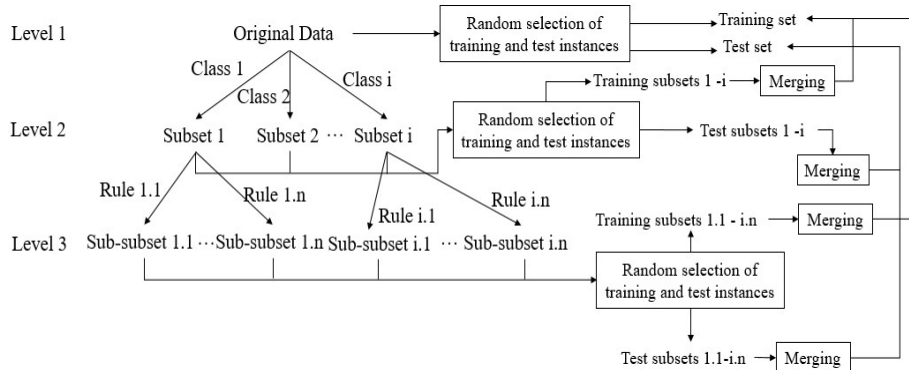 Level 1
Original Data
Random selection of
training and test instances
Training set
Test set
Class 1
Class 2
Class i
Training subsets 1 -i
Merging
Level 2
Subset 1
Subset 2
...
Subset i
Random selection of
training and test instances
Test subsets 1 -i
Merging
Rule 1.1
Rule 1.n
Rule i.1
Rule i.n
Training subsets 1.1 - i.n
Merging
Level 3
Sub-subset 1.1 ... Sub-subset 1.n
Sub-subset i.1 ... Sub-subset i.n
Random selection of
training and test instances
Test subsets 1.1-i.n
Merging